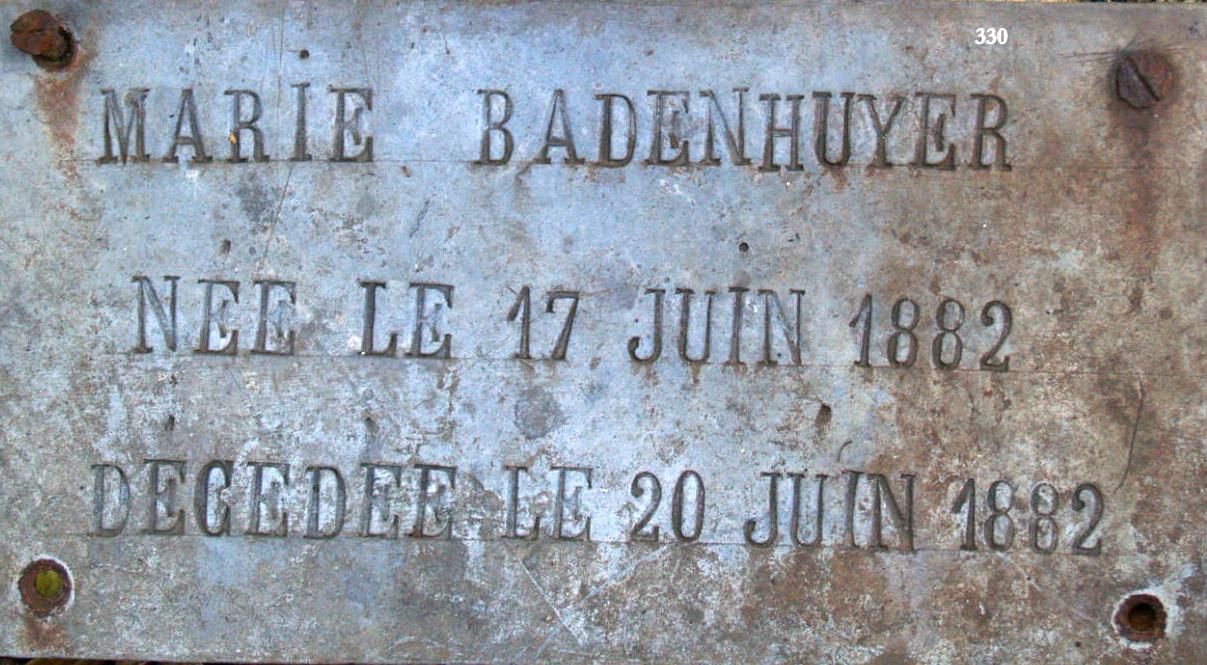 330
MARIE BADENHUYER
NEE LE 17 JUIN 1882
DECEDEE LE 20 JUIN 1882